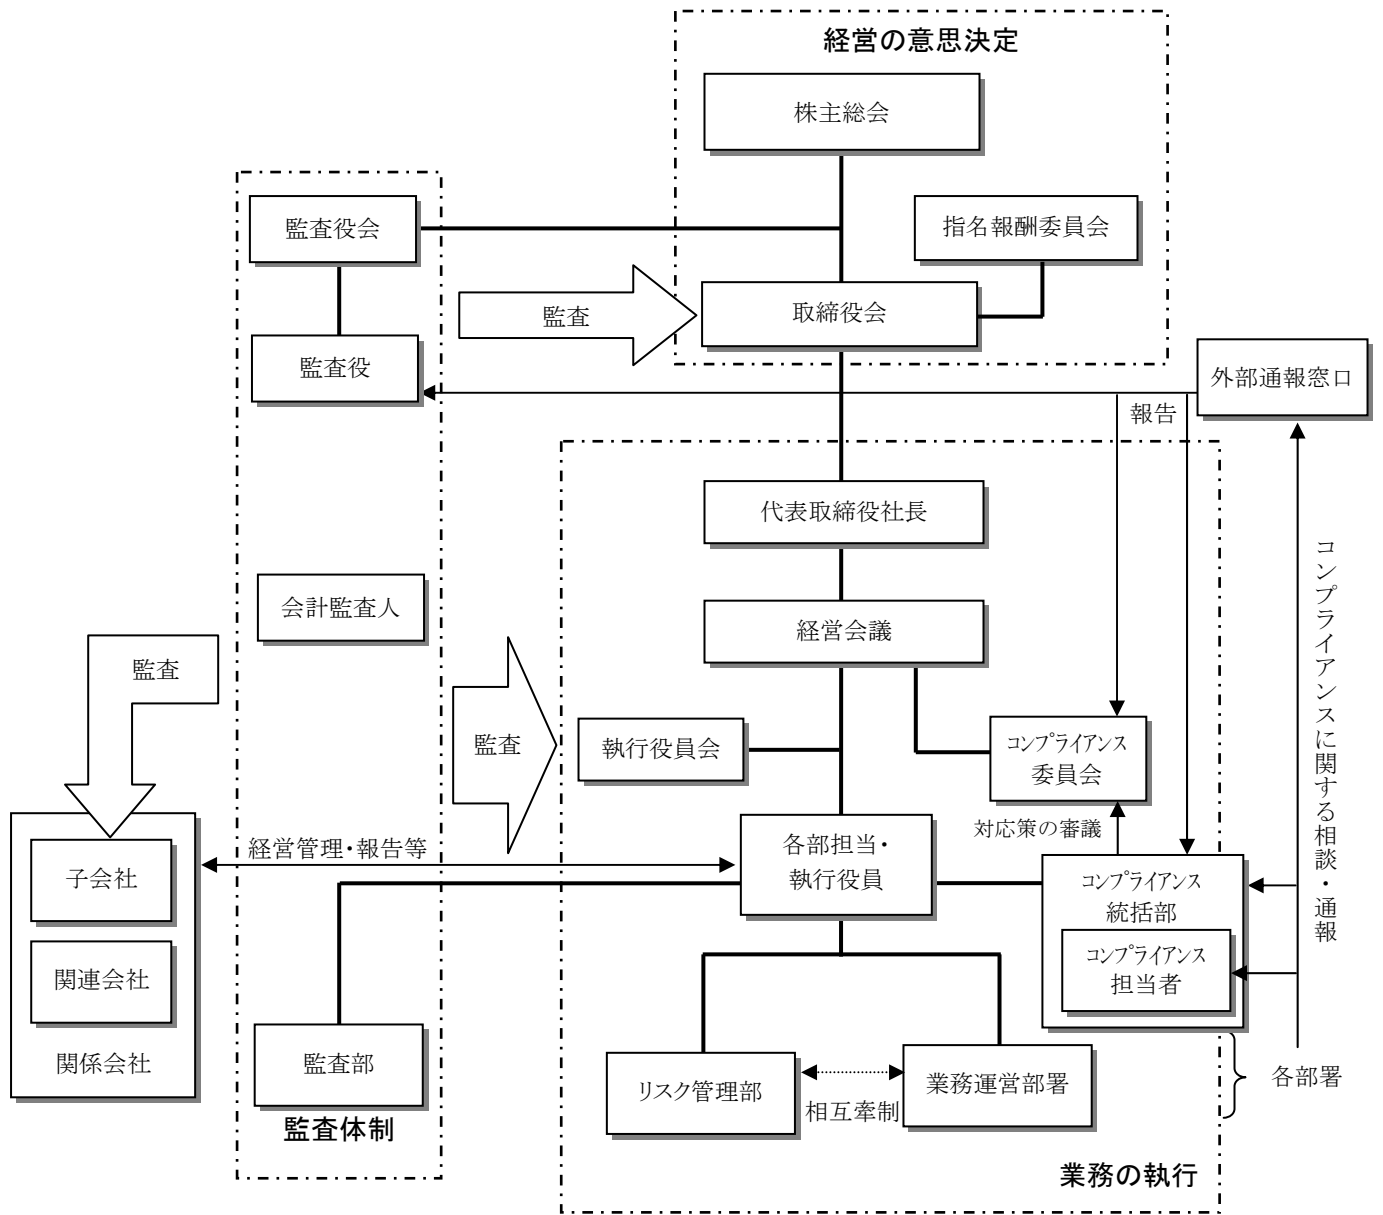 経営の意思決定
株主総会
監査役会
指名報酬委員会
監査
取締役会
監査役
外部通報窓口
報告
代表取締役社長
会計監査人
経営会議
監査
監査
執行役員会
コンプライアンス
委員会
コンプライアンスに関する相談・通報
対応策の審議
経営管理・報告等
各部担当・
執行役員
子会社
コンプライアンス
統括部
コンプライアンス
担当者
関連会社
関係会社
監査部
リスク管理部
相互牽制
業務運営部署
各部署
監査体制
業務の執行